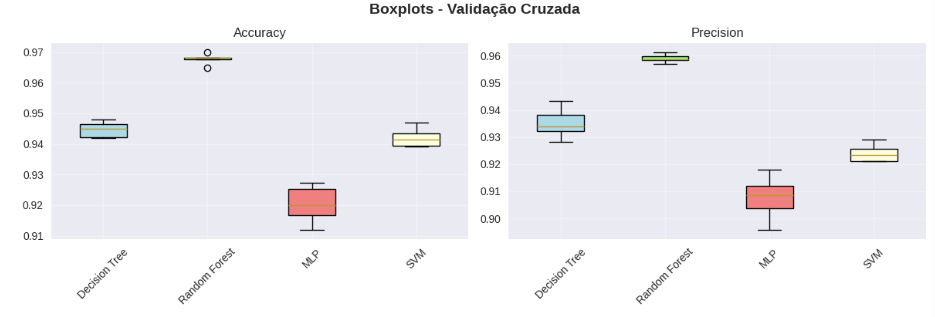 Boxplots - Validação Cruzada
Accuracy
0.97
0.96
0.95
0.94
0.93
0.92
0.91
Decision Tree
Random Forest
MLP
SVM
Precision
0.96
0.95
0.94
0.93
0.92
0.91
0.90
Decision Tree
Random Forest
MLP
SVM